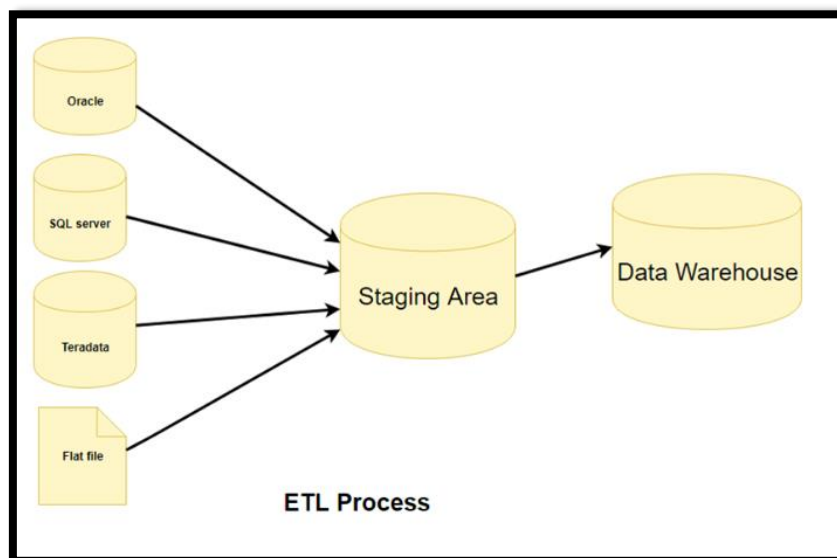 Oracle
SQL server
Teradata
Flat file
Staging Area
Data Warehouse
ETL Process